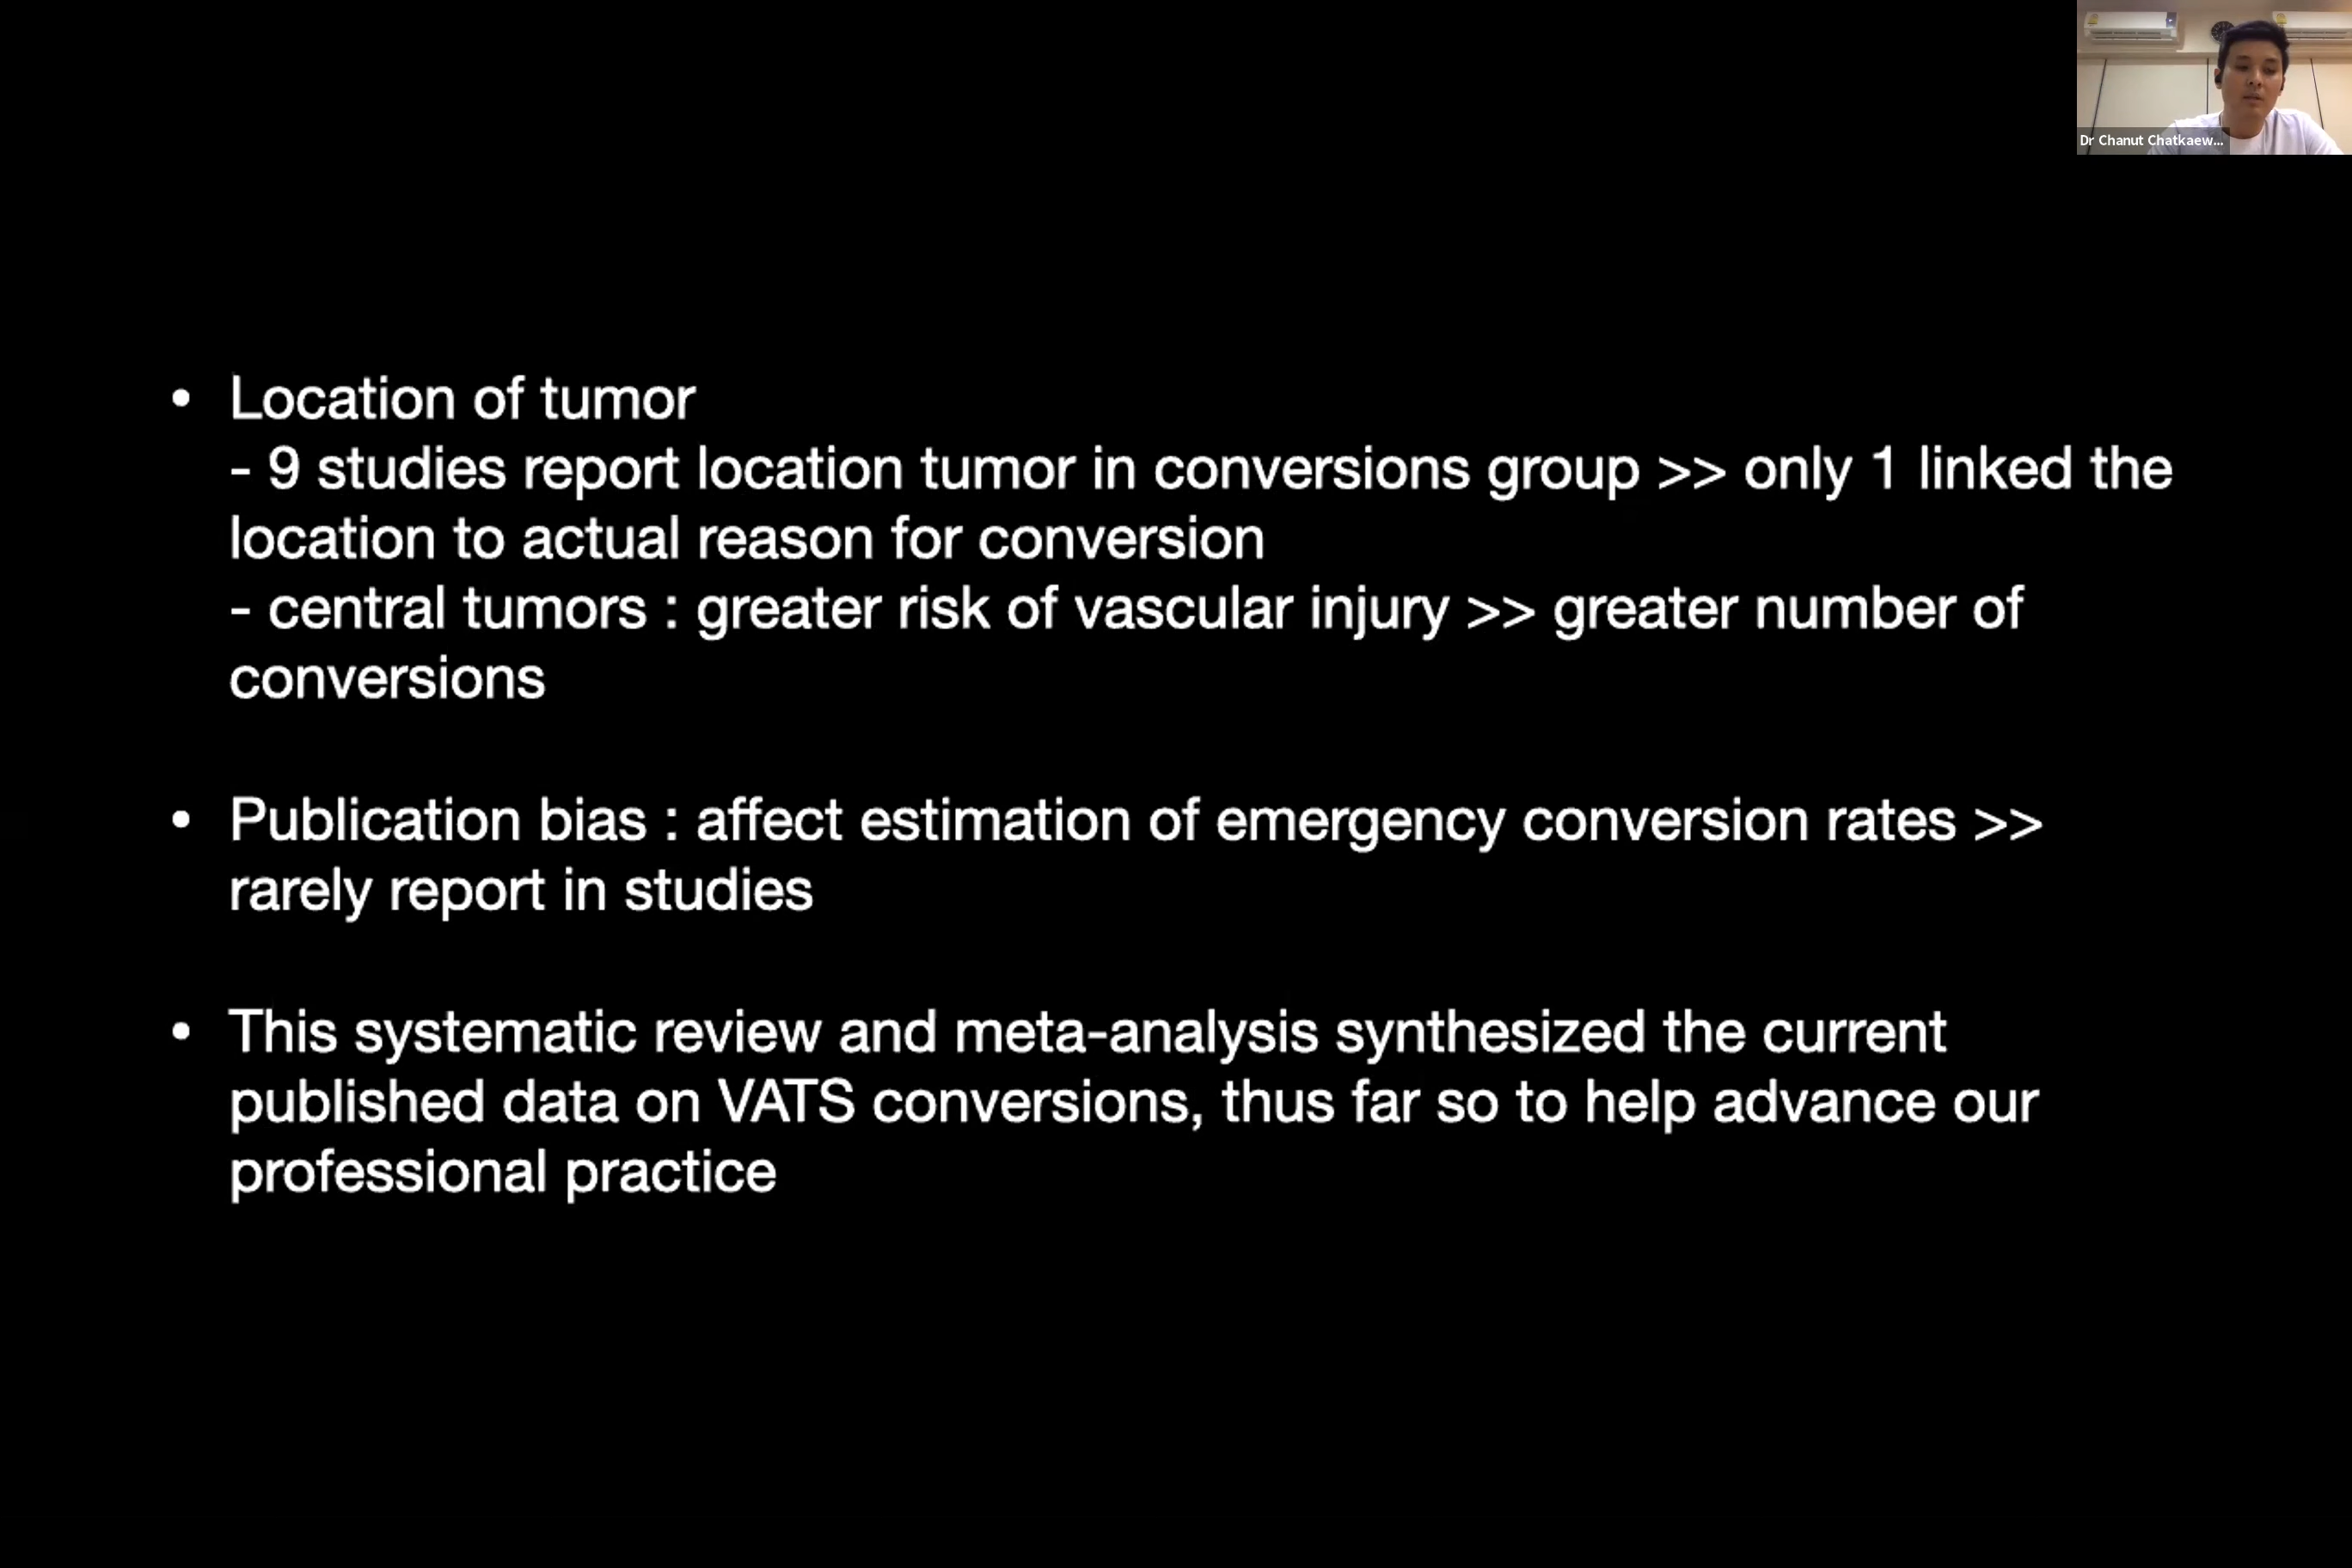 Dr Chanut Chatkaew...
• Location of tumor
- 9 studies report location tumor in conversions group >> only 1 linked the
location to actual reason for conversion
- central tumors : greater risk of vascular injury >> greater number of
conversions
• Publication bias : affect estimation of emergency conversion rates >>
rarely report in studies
• This systematic review and meta-analysis synthesized the current
published data on VATS conversions, thus far so to help advance our
professional practice